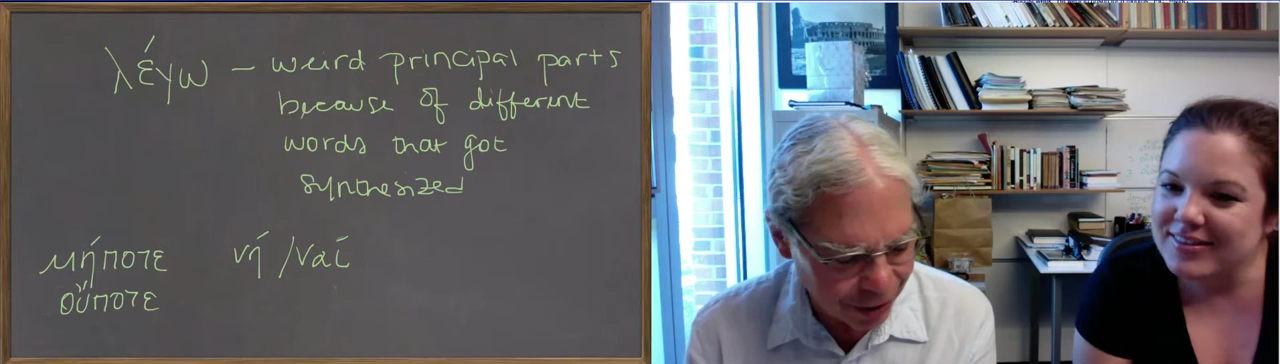 λέγω – weird principal parts
because of different
words that got
synthesized
μήποτε νή/ναί
οὔποτε